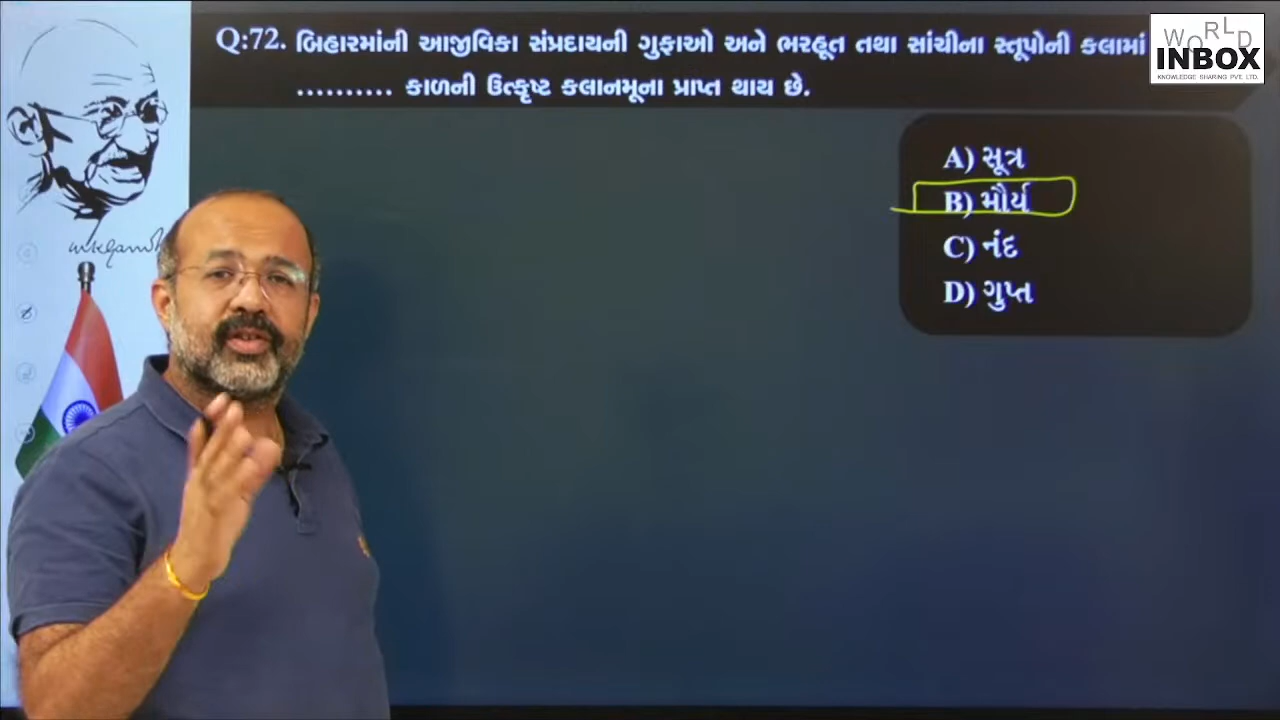 Q:72. બિહારમાંની આજીવિકા સંપ્રદાયની ગુફાઓ અને ભરહૂત તથા સાંચીના સ્તૂપોની કલામાં
.......... કાળની ઉત્કૃષ્ટ કલાનમૂના પ્રાપ્ત થાય છે.
WORLD
INBOX
KNOWLEDGE SHARING PVT. LTD.
A) સૂત્ર
B) મૌર્ય
C) નંદ
D) ગુપ્ત
mkgandh